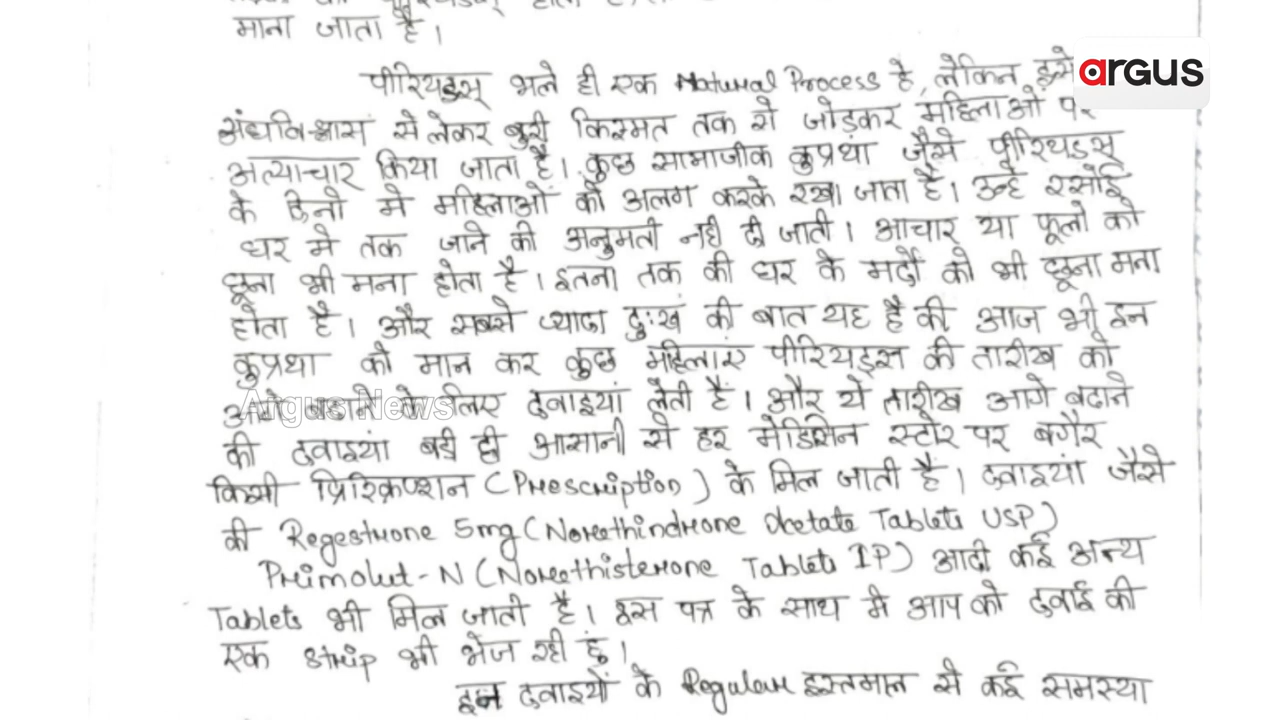 माना जाता है।
argus
पीरियड्स् भले ही एक Natural Process है, लेकिन इसे
अंधविश्वास से लेकर बुरी किस्मत तक से जोड़कर महिलाओं पर
अत्याचार किया जाता है। कुछ सामाजीक कुप्रथा जैसे पीरियड्स्
के दिनो मे महिलाओं को अलग करके रखा जाता है। उन्हे रसोई
घर मे तक जाने की अनुमती नही दी जाती। आचार या फूलो को
छूना भी मना होता है। इतना तक की घर के मर्दो को भी छूना मना
होता है। और सबसे ज्यादा दुःख की बात यह है की आज भी इन
कुप्रथा को मान कर कुछ महिलाएं पीरियड्स की तारीख को
आगे बढाने के लिए दवाइयां लेती है। और ये तारीख आगे बढाने
Argus News
की दवाइयां बडी ही आसानी से हर मेडिसिन स्टोर पर बगैर
किसी प्रिस्क्रिप्शन (Prescription) के मिल जाती है। दवाइयां जैसे
की Regestrone 5mg (Norethindrone Acetate Tablets USP)
Primolut-N (Norethisterone Tablets IP) आदी कई अन्य
Tablets भी मिल जाती है। इस पत्र के साथ मे आप को दवाई की
एक strip भी भेज रही हुं।
इन दवाइयों के Regular इस्तमाल से कई समस्या